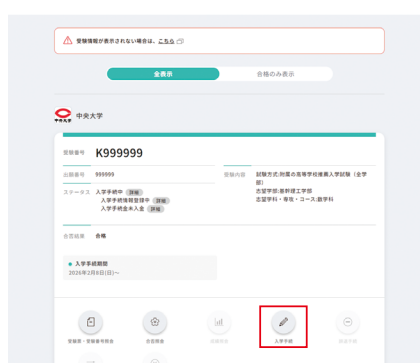 受験情報が表示されない場合は、こちら
全表示
合格のみ表示
中央大学
中央大学
受験番号 K999999
出願番号 999999
ステータス 入学手続中 詳細
入学手続情報登録中 詳細
入学手続金未入金 詳細
受験内容 試験方式:附属の高等学校推薦入学試験（全学
部）
志望学部:基幹理工学部
志望学科・専攻・コース:数学科
合否結果 合格
入学手続期間
2026年2月8日(日)～
受験票・受験番号照会
合否照会
入学手続